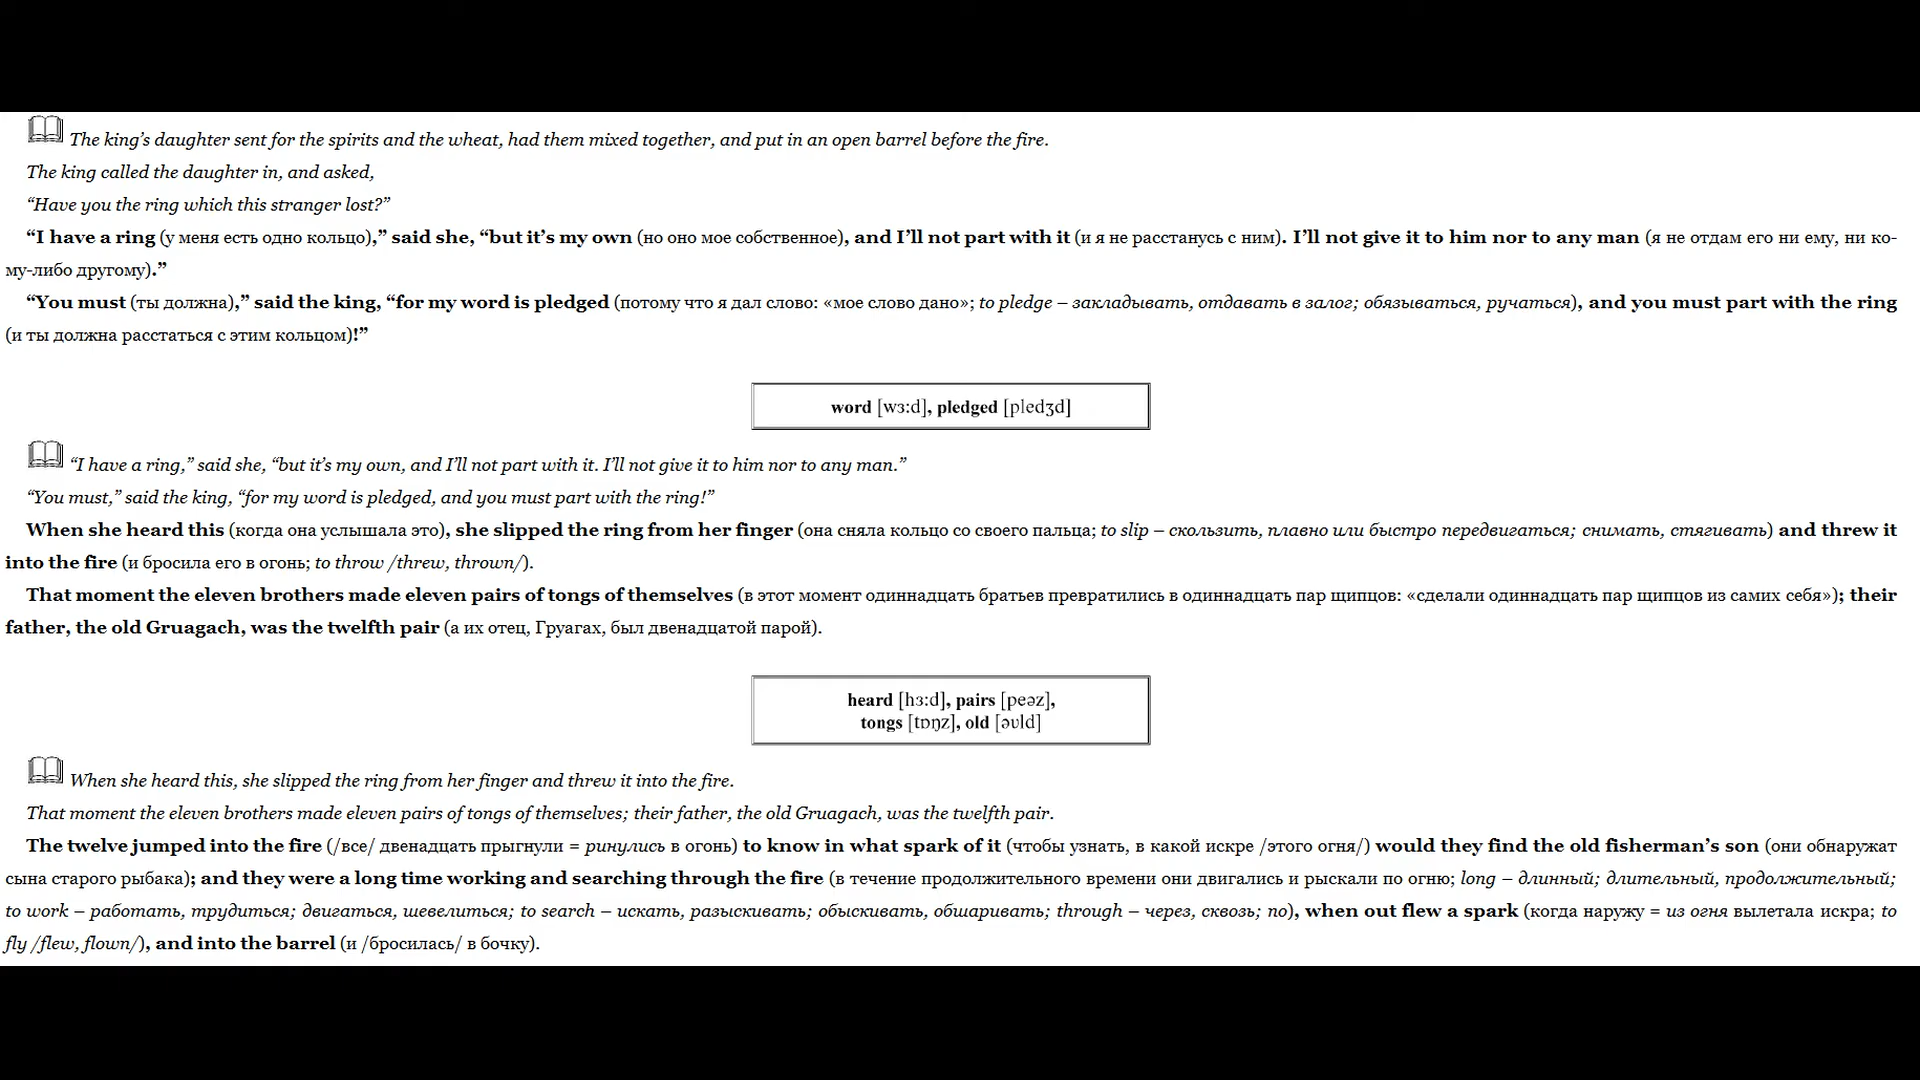 The king’s daughter sent for the spirits and the wheat, had them mixed together, and put in an open barrel before the fire.
The king called the daughter in, and asked,
“Have you the ring which this stranger lost?”
“I have a ring (у меня есть одно кольцо),” said she, “but it’s my own (но оно мое собственное), and I’ll not part with it (и я не расстанусь с ним). I’ll not give it to him nor to any man (я не отдам его ни ему, ни ко-
му-либо другому).”
“You must (ты должна),” said the king, “for my word is pledged (потому что я дал слово: «мое слово дано»; to pledge – закладывать, отдавать в залог; обязываться, ручаться), and you must part with the ring
(и ты должна расстаться с этим кольцом)!”
word [wɜ:d], pledged [pledʒd]
“I have a ring,” said she, “but it’s my own, and I’ll not part with it. I’ll not give it to him nor to any man.”
“You must,” said the king, “for my word is pledged, and you must part with the ring!”
When she heard this (когда она услышала это), she slipped the ring from her finger (она сняла кольцо со своего пальца; to slip – скользить, плавно или быстро передвигаться; снимать, стягивать) and threw it
into the fire (и бросила его в огонь; to throw /threw, thrown/).
That moment the eleven brothers made eleven pairs of tongs of themselves (в этот момент одиннадцать братьев превратились в одиннадцать пар щипцов: «сделали одиннадцать пар щипцов из самих себя»); their
father, the old Gruagach, was the twelfth pair (а их отец, Груагах, был двенадцатой парой).
heard [hɜ:d], pairs [peəz],
tongs [tɒŋz], old [əʊld]
When she heard this, she slipped the ring from her finger and threw it into the fire.
That moment the eleven brothers made eleven pairs of tongs of themselves; their father, the old Gruagach, was the twelfth pair.
The twelve jumped into the fire (/все/ двенадцать прыгнули = ринулись в огонь) to know in what spark of it (чтобы узнать, в какой искре /этого огня/) would they find the old fisherman’s son (они обнаружат
сына старого рыбака); and they were a long time working and searching through the fire (в течение продолжительного времени они двигались и рыскали по огню; long – длинный; длительный, продолжительный;
to work – работать, трудиться; двигаться, шевелиться; to search – искать, разыскивать; обыскивать, обшаривать; through – через, сквозь; по), when out flew a spark (когда наружу = из огня вылетала искра; to
fly /flew, flown/), and into the barrel (и /бросилась/ в бочку).